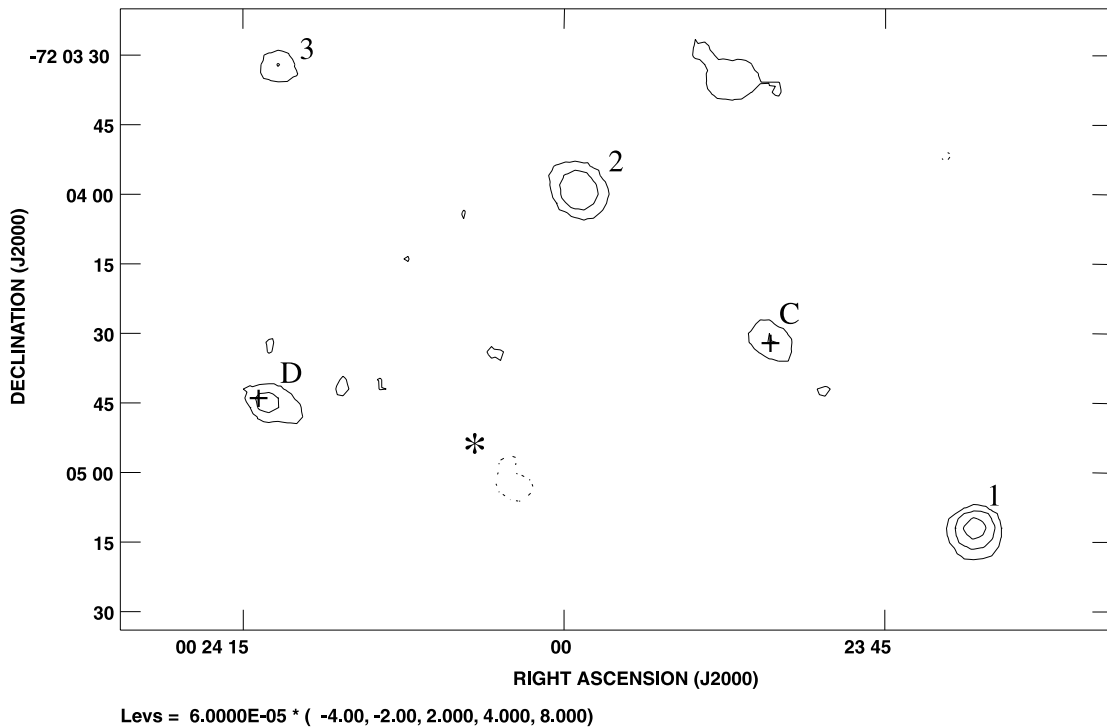 3
-72 03 30
45
2
04 00
15
C
30
D
45
*
05 00
1
15
30
DECLINATION (J2000)
00 24 15
00
23 45
RIGHT ASCENSION (J2000)
Levs = 6.0000E-05 * ( -4.00, -2.00, 2.000, 4.000, 8.000)